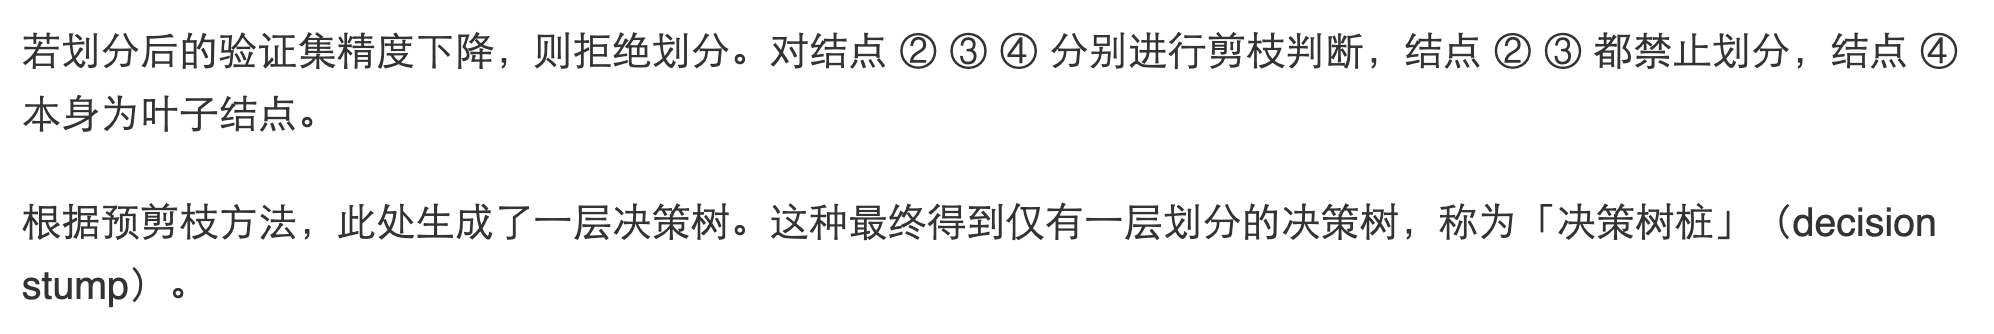 若划分后的验证集精度下降，则拒绝划分。对结点 ② ③ ④ 分别进行剪枝判断，结点 ② ③ 都禁止划分，结点 ④
本身为叶子结点。
根据预剪枝方法，此处生成了一层决策树。这种最终得到仅有一层划分的决策树，称为「决策树桩」（decision
stump）。